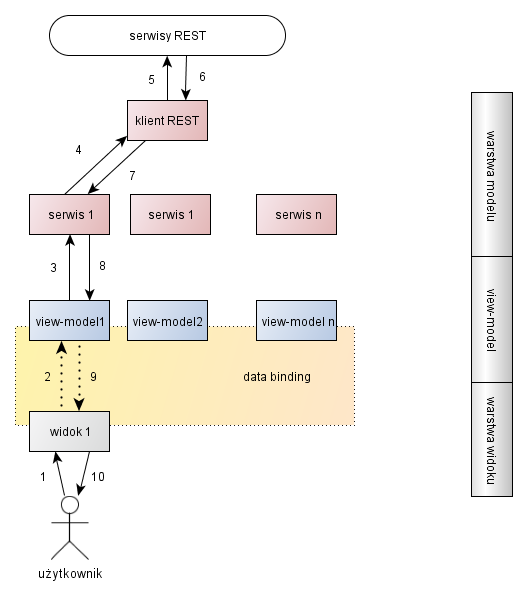 serwisy REST
5
6
klient REST
4
7
serwis 1
serwis 1
serwis n
3
8
view-model1
view-model2
view-model n
2
9
data binding
widok 1
1
10
użytkownik
warstwa modelu
view-model
warstwa widoku